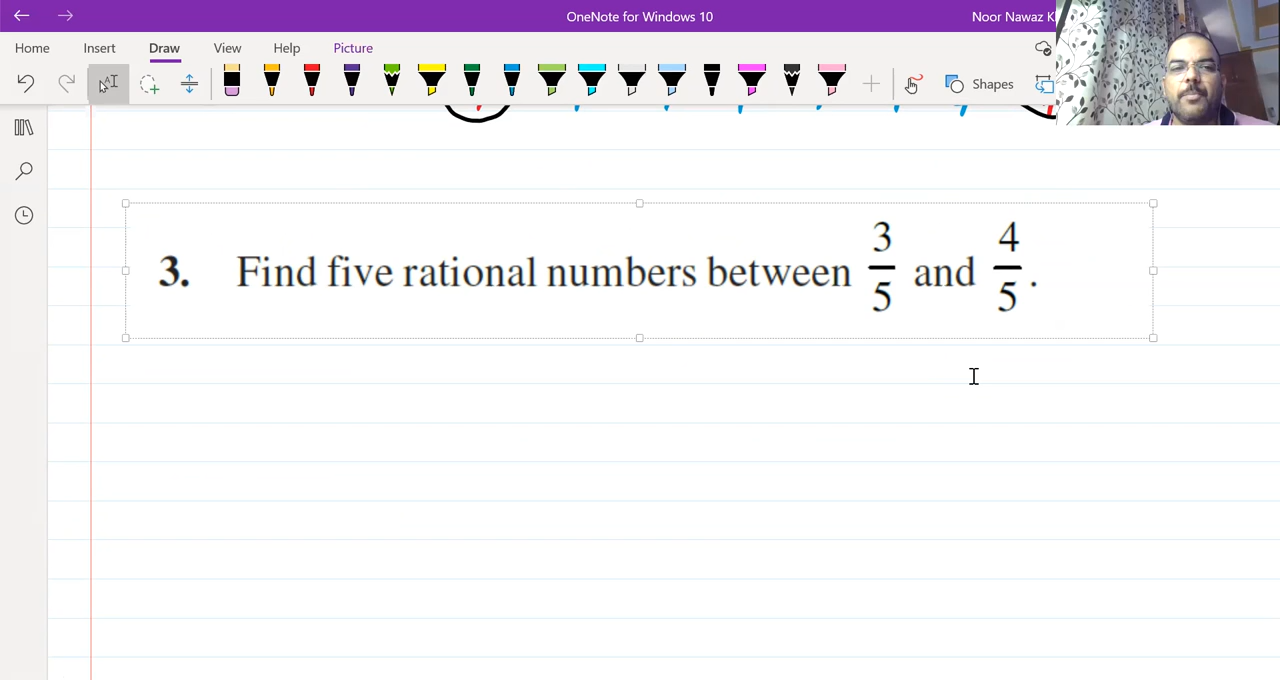 OneNote for Windows 10
Noor Nawaz K
Home Insert Draw View Help Picture
Shapes
3. Find five rational numbers between 3/5 and 4/5.